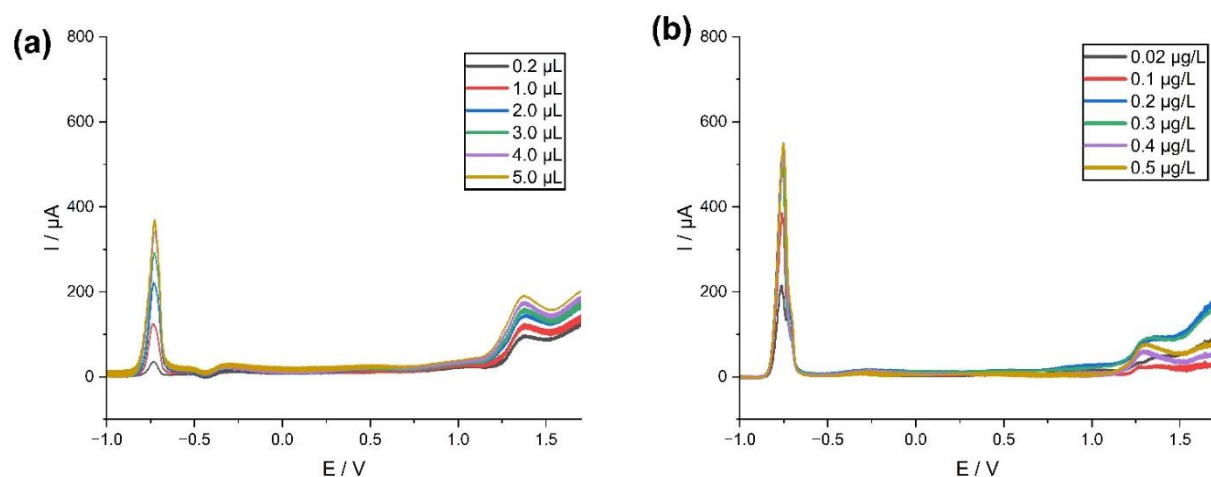 (a)
I / µA
800
600
400
200
0
0.2 µL
1.0 µL
2.0 µL
3.0 µL
4.0 µL
5.0 µL
−1.0 −0.5 0.0 0.5 1.0 1.5
E / V
(b)
I / µA
800
600
400
200
0
0.02 µg/L
0.1 µg/L
0.2 µg/L
0.3 µg/L
0.4 µg/L
0.5 µg/L
−1.0 −0.5 0.0 0.5 1.0 1.5
E / V